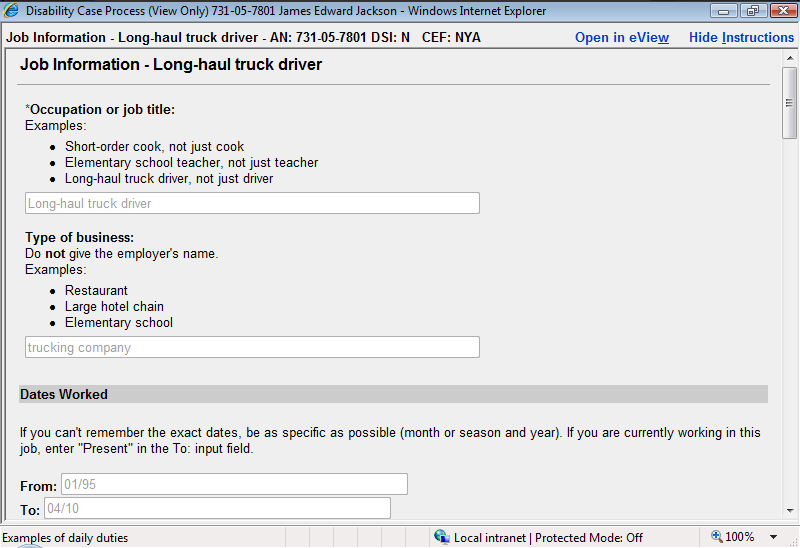 Disability Case Process (View Only) 731-05-7801 James Edward Jackson - Windows Internet Explorer
Job Information - Long-haul truck driver - AN: 731-05-7801 DSI: N CEF: NYA Open in eView Hide Instructions
Job Information - Long-haul truck driver
*Occupation or job title:
Examples:
• Short-order cook, not just cook
• Elementary school teacher, not just teacher
• Long-haul truck driver, not just driver
Long-haul truck driver
Type of business:
Do not give the employer's name.
Examples:
• Restaurant
• Large hotel chain
• Elementary school
trucking company
Dates Worked
If you can't remember the exact dates, be as specific as possible (month or season and year). If you are currently working in this
job, enter "Present" in the To: input field.
From: 01/95
To: 04/10
Examples of daily duties Local intranet | Protected Mode: Off 100%